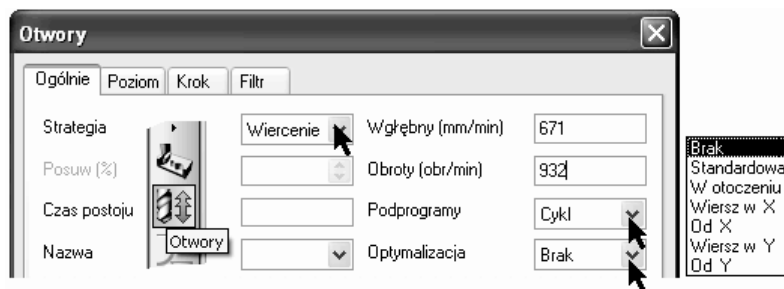 Otwory
Ogólnie Poziom Krok Filtr
Strategia Wiercenie Wgłębny (mm/min) 671
Posuw (%) Obroty (obr/min) 932
Czas postoju Podprogramy Cykl
Otwory
Nazwa Optymalizacja Brak
Brak
Standardowa
W otoczeniu
Wiersz w X
Od X
Wiersz w Y
Od Y